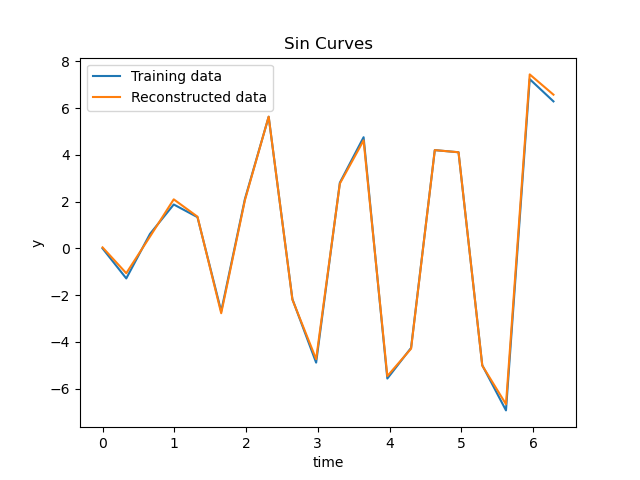 Sin Curves
Training data
Reconstructed data
8
6
4
2
0
−2
−4
−6
y
0 1 2 3 4 5 6
time